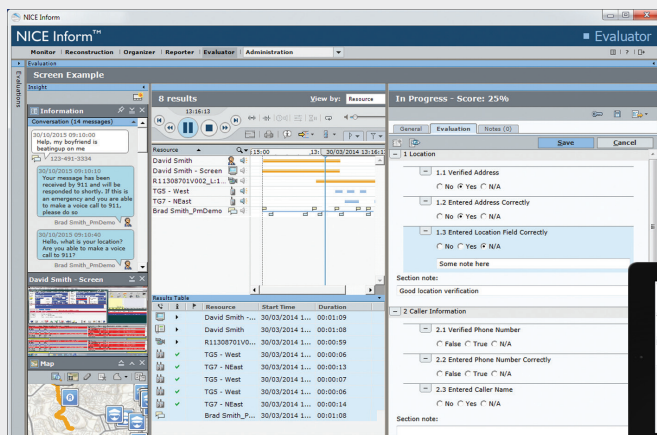 NICE Inform
NICE Inform™
Evaluator
Monitor Reconstruction Organizer Reporter Evaluator Administration
Evaluation
Evaluations
Screen Example
Insight
Information
Conversation (14 messages)
30/10/2015 09:10:00
Help, my boyfriend is
beatingup on me
123-491-3334
30/10/2015 09:10:10
Your message has been
received by 911 and will be
responded to shortly. If this is
an emergency and you are able
to make a voice call to 911,
please do so
Brad Smith_PmDemo
30/10/2015 09:10:40
Hello, what is your location?
Are you able to make a voice
call to 911?
Brad Smith_PmDemo
David Smith - Screen
Map
8 results
View by: Resource
13:16:13
Resource
15:00 13: 30/03/2014 13:16:1
David Smith
David Smith - Screen
R11308701V002_L:1...
TG5 - West
TG7 - NEast
Brad Smith_PmDemo
Results Table
Resource Start Time Duration
David Smith -... 30/03/2014 1... 00:01:09
David Smith 30/03/2014 1... 00:01:08
R11308701V0... 30/03/2014 1... 00:00:59
TG5 - West 30/03/2014 1... 00:00:06
TG7 - NEast 30/03/2014 1... 00:00:13
TG5 - West 30/03/2014 1... 00:00:07
TG5 - West 30/03/2014 1... 00:00:06
TG7 - NEast 30/03/2014 1... 00:00:14
Brad Smith_P... 30/03/2014 1... 00:01:08
In Progress - Score: 25%
General Evaluation Notes (0)
Save Cancel
1 Location
1.1 Verified Address
No Yes N/A
1.2 Entered Address Correctly
No Yes N/A
1.3 Entered Location Field Correctly
No Yes N/A
Some note here
Section note:
Good location verification
2 Caller Information
2.1 Verified Phone Number
False True N/A
2.2 Entered Phone Number Correctly
False True N/A
2.3 Entered Caller Name
No Yes N/A
Section note: